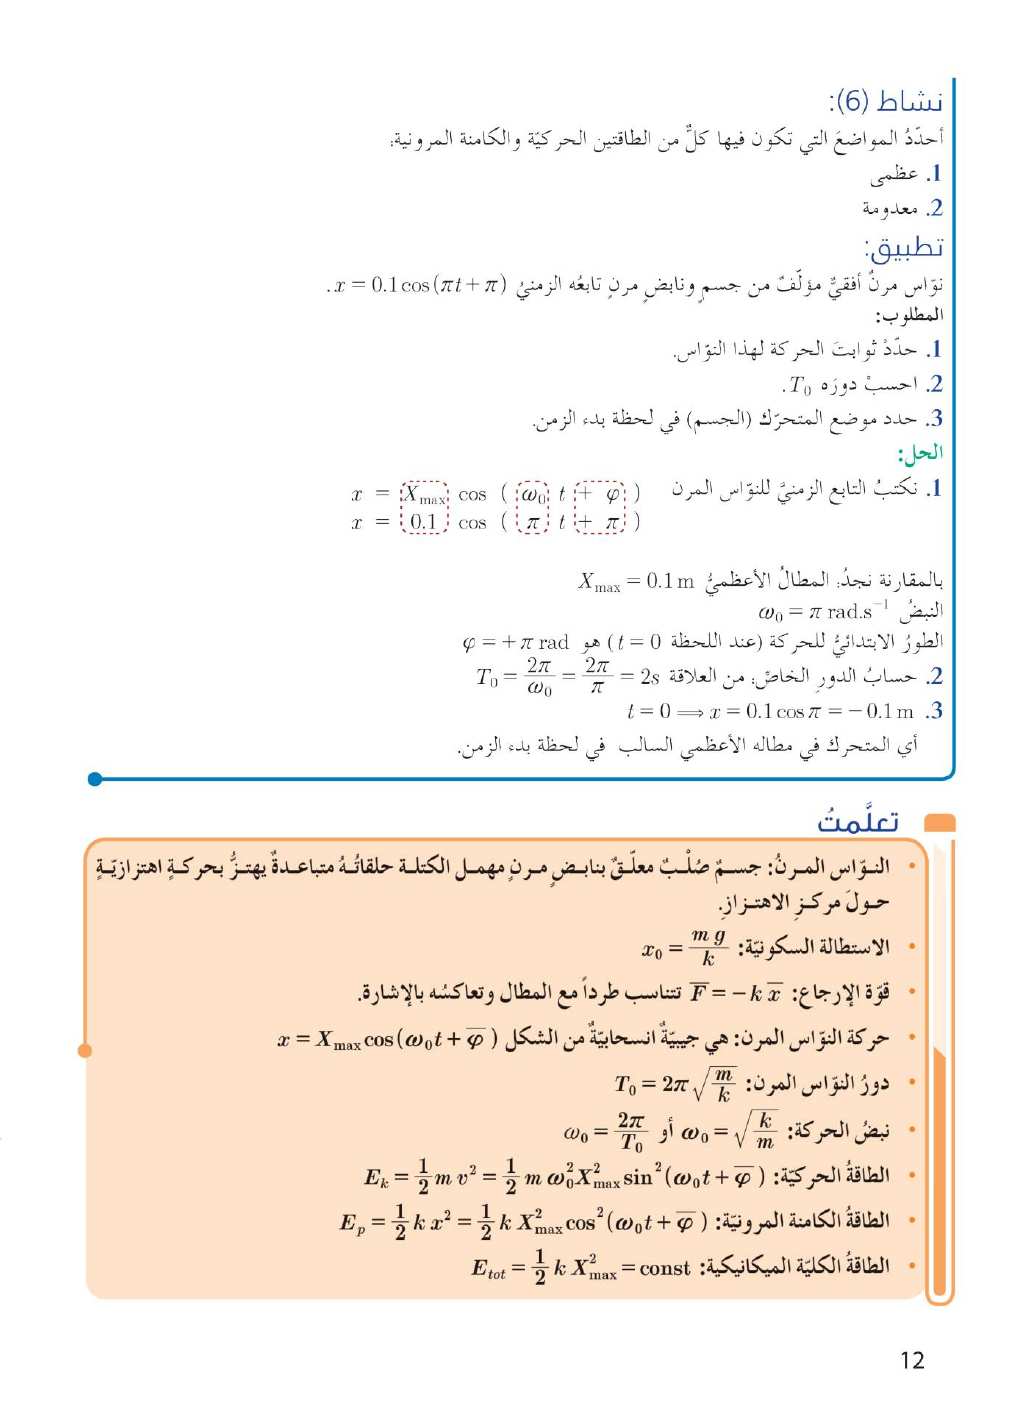 نشاط (6):
أحدّدُ المواضعَ التي تكون فيها كلٌّ من الطاقتين الحركيّة والكامنة المرونية:
1. عظمى
2. معدومة
تطبيق:
نوّاس مرنٌ أفقيٌّ مؤلّفٌ من جسمٍ ونابضٍ مرنٍ تابعُه الزمنيُ x = 0.1 cos(πt + π).
المطلوب:
1. حدّدْ ثوابتَ الحركة لهذا النوّاس.
2. احسبْ دورَه T₀.
3. حدد موضع المتحرّك (الجسم) في لحظة بدء الزمن.
الحل:
1. نكتبُ التابع الزمنيَّ للنوّاس المرن x = Xmax cos ( ω₀ t + φ )
x = 0.1 cos ( π t + π )
بالمقارنة نجدُ: المطالُ الأعظميُّ Xmax = 0.1 m
النبضُ ω₀ = π rad.s⁻¹
الطورُ الابتدائيُّ للحركة (عند اللحظة t = 0) هو φ = + π rad
2. حسابُ الدورِ الخاصّ: من العلاقة T₀ = 2π/ω₀ = 2π/π = 2s
3. t = 0 ⟹ x = 0.1 cos π = − 0.1 m
أي المتحرك في مطاله الأعظمي السالب في لحظة بدء الزمن.
تعلَّمتُ
• النوّاس المرنُ: جسمٌ صُلْبٌ معلّقٌ بنابضٍ مرنٍ مهمل الكتلة حلقاتُهُ متباعدةٌ يهتزُّ بحركةٍ اهتزازيّةٍ
حولَ مركزِ الاهتزازِ.
• الاستطالة السكونيّة: x₀ = m g/k
• قوّة الإرجاع: F̅ = − k x̅ تتناسب طرداً مع المطال وتعاكسُه بالإشارة.
• حركة النوّاس المرن: هي جيبيّةٌ انسحابيّةٌ من الشكل x = Xmax cos(ω₀t + φ̅ )
• دورُ النوّاس المرن: T₀ = 2π√(m/k)
• نبضُ الحركة: ω₀ = √(k/m) أو ω₀ = 2π/T₀
• الطاقةُ الحركيّة: Ek = 1/2 m v² = 1/2 m ω₀² X²max sin²(ω₀t + φ̅ )
• الطاقةُ الكامنة المرونيّة: Ep = 1/2 k x² = 1/2 k X²max cos²(ω₀t + φ̅ )
• الطاقةُ الكليّة الميكانيكية: Etot = 1/2 k X²max = const
12